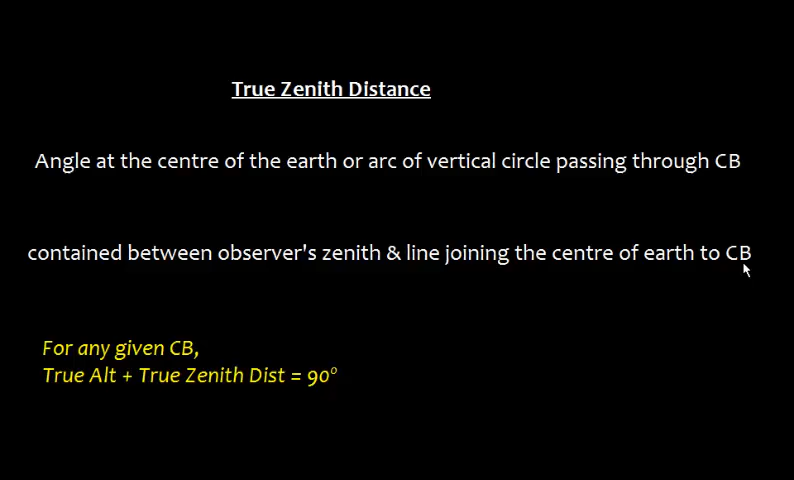 True Zenith Distance
Angle at the centre of the earth or arc of vertical circle passing through CB
contained between observer's zenith & line joining the centre of earth to CB
For any given CB,
True Alt + True Zenith Dist = 90°